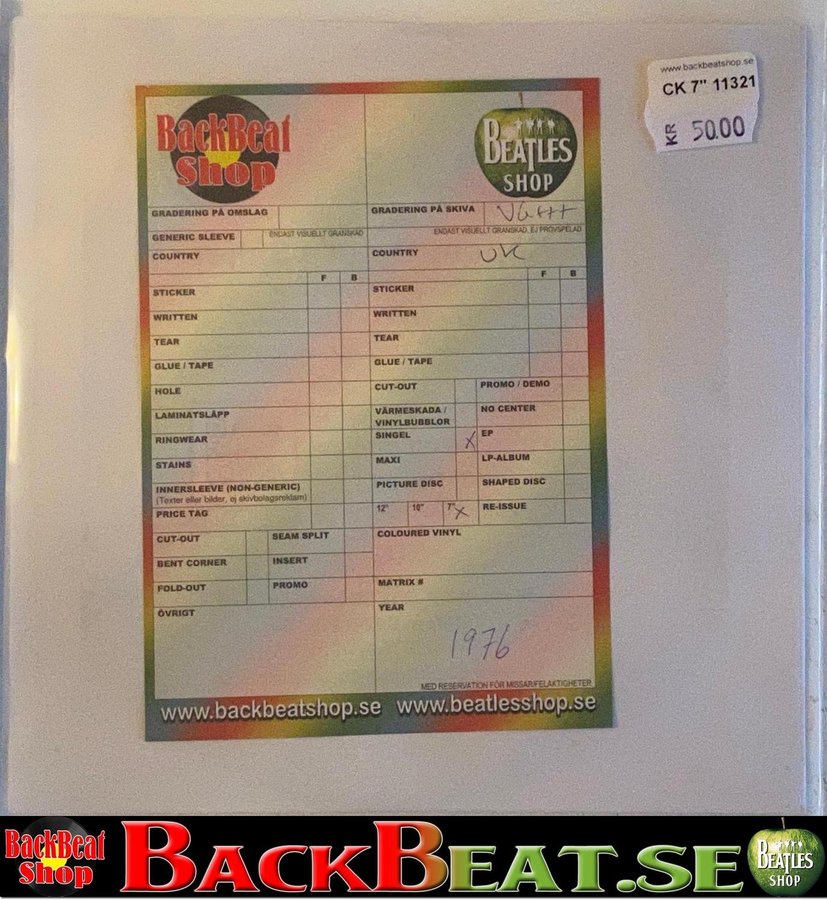 www.backbeatshop.se
CK 7" 11321
KR 50.00
BackBeat
Shop
BEATLES
SHOP
GRADERING PÅ OMSLAG
GRADERING PÅ SKIVA VG++
GENERIC SLEEVE
ENDAST VISUELLT GRANSKAD
ENDAST VISUELLT GRANSKAD, EJ PROVSPELAD
COUNTRY
COUNTRY UK
F B
F B
STICKER
STICKER
WRITTEN
WRITTEN
TEAR
TEAR
GLUE / TAPE
GLUE / TAPE
HOLE
CUT-OUT
PROMO / DEMO
LAMINATSLÄPP
VÄRMESKADA /
VINYLBUBBLOR
NO CENTER
RINGWEAR
SINGEL X
EP
STAINS
MAXI
LP-ALBUM
INNERSLEEVE (NON-GENERIC)
(Texter eller bilder, ej skivbolagsreklam)
PICTURE DISC
SHAPED DISC
PRICE TAG
12" 10" 7" X
RE-ISSUE
CUT-OUT
SEAM SPLIT
COLOURED VINYL
BENT CORNER
INSERT
FOLD-OUT
PROMO
MATRIX #
ÖVRIGT
YEAR
1976
MED RESERVATION FÖR MISSAR/FELAKTIGHETER
www.backbeatshop.se www.beatlesshop.se
BackBeat
Shop
BACKBEAT.SE
BEATLES
SHOP